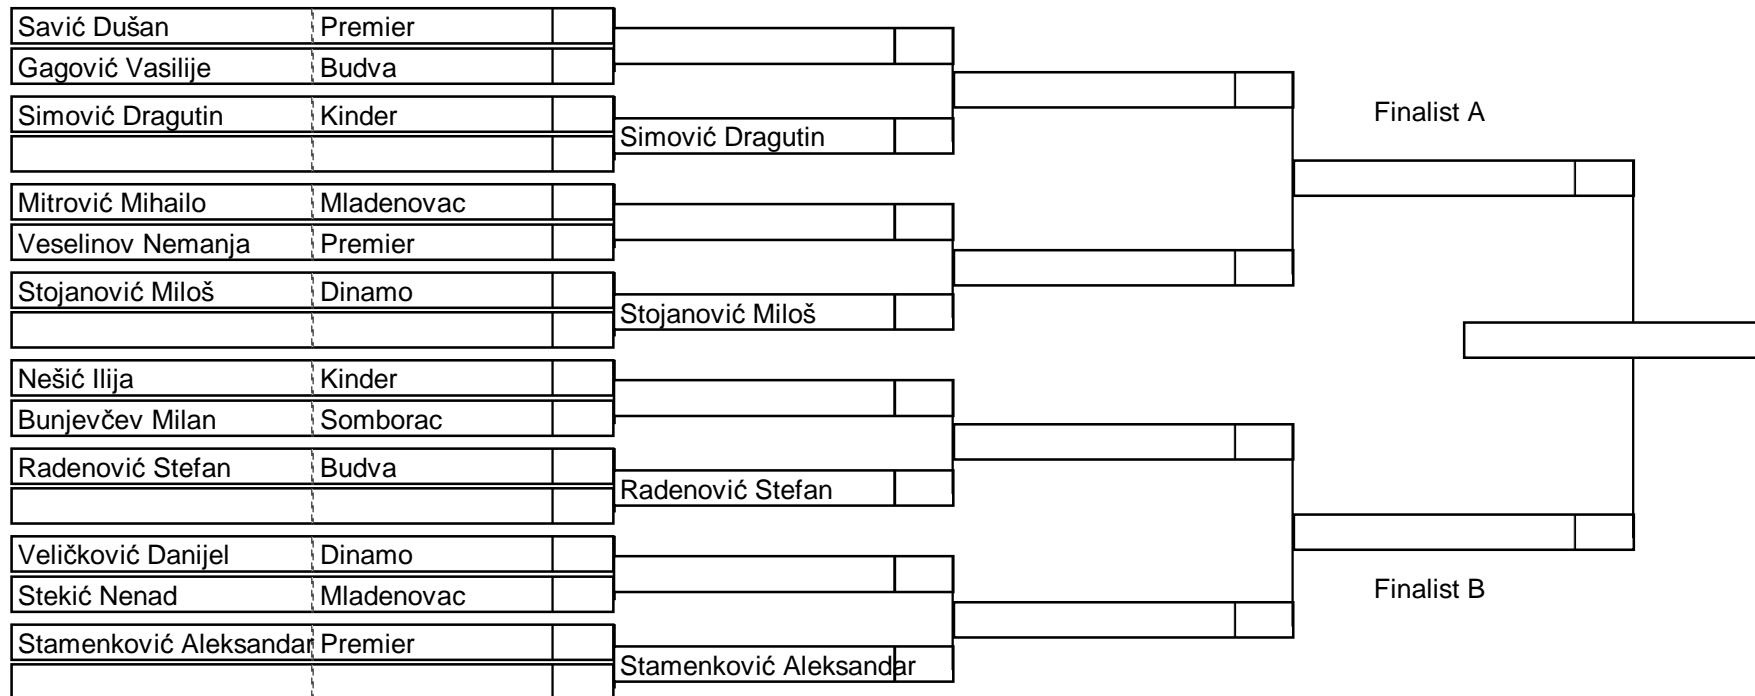 Savić Dušan Premier
Gagović Vasilije Budva
Simović Dragutin Kinder
Simović Dragutin
Finalist A
Mitrović Mihailo Mladenovac
Veselinov Nemanja Premier
Stojanović Miloš Dinamo
Stojanović Miloš
Nešić Ilija Kinder
Bunjevčev Milan Somborac
Radenović Stefan Budva
Radenović Stefan
Veličković Danijel Dinamo
Stekić Nenad Mladenovac
Finalist B
Stamenković Aleksandar Premier
Stamenković Aleksandar